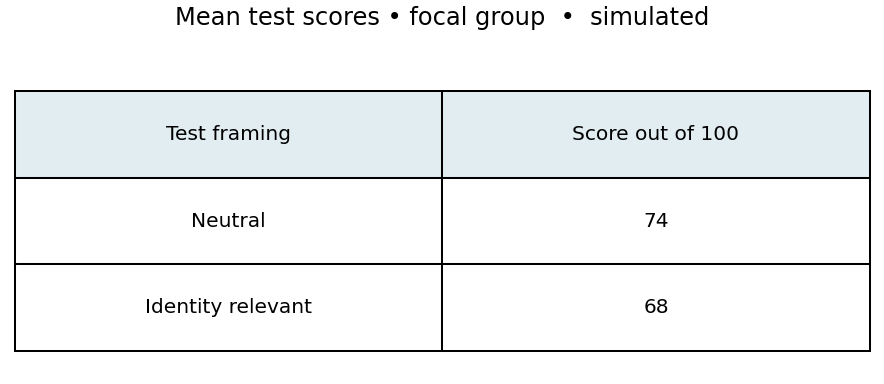 Mean test scores • focal group • simulated
Test framing Score out of 100
Neutral 74
Identity relevant 68